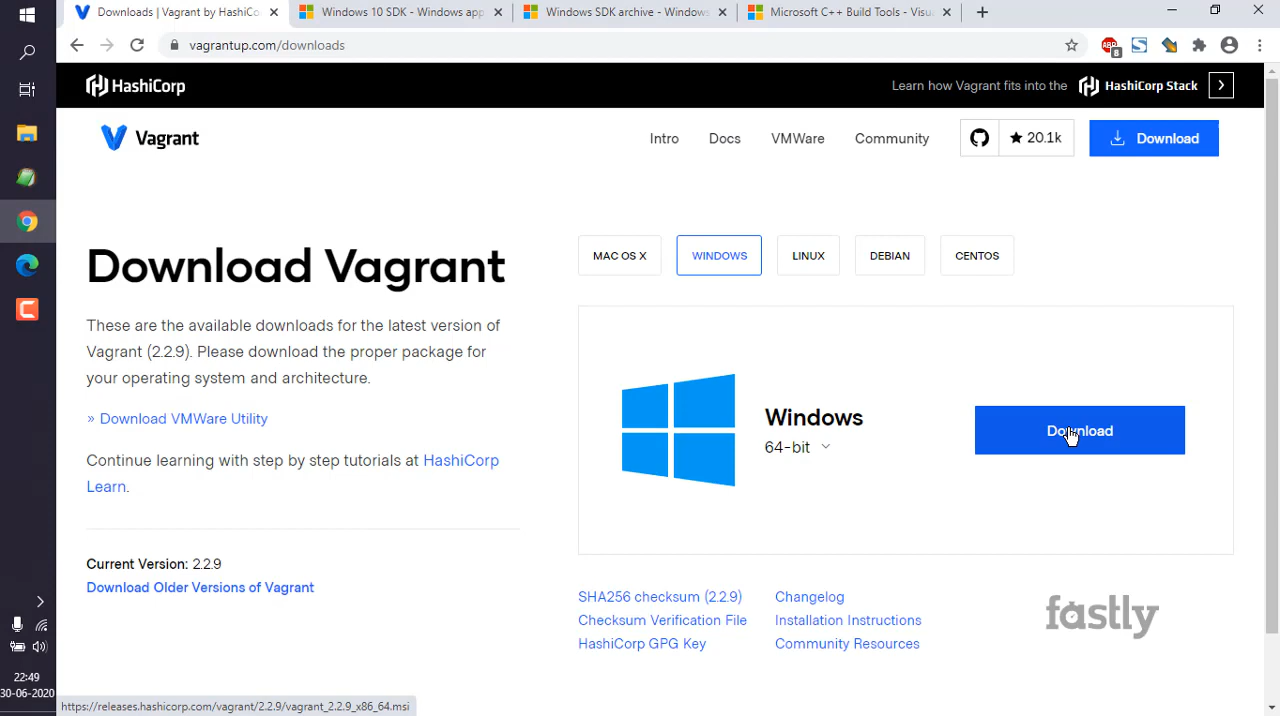 Downloads | Vagrant by HashiCo
Windows 10 SDK - Windows app
Windows SDK archive - Windows
Microsoft C++ Build Tools - Visu
vagrantup.com/downloads
ABP
8
S
HashiCorp
Learn how Vagrant fits into the
HashiCorp Stack
Vagrant
Intro
Docs
VMWare
Community
20.1k
Download
Download Vagrant
MAC OS X
WINDOWS
LINUX
DEBIAN
CENTOS
These are the available downloads for the latest version of
Vagrant (2.2.9). Please download the proper package for
your operating system and architecture.
» Download VMWare Utility
Continue learning with step by step tutorials at HashiCorp
Learn.
Windows
64-bit
Download
Current Version: 2.2.9
Download Older Versions of Vagrant
SHA256 checksum (2.2.9)
Checksum Verification File
HashiCorp GPG Key
Changelog
Installation Instructions
Community Resources
fastly
22:49
30-06-2020
https://releases.hashicorp.com/vagrant/2.2.9/vagrant_2.2.9_x86_64.msi